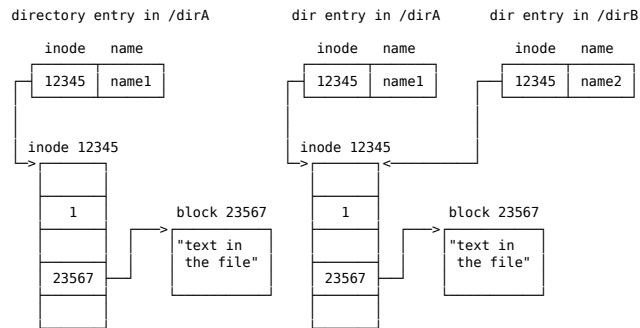 directory entry in /dirA
inode name
12345 name1
inode 12345
1
block 23567
"text in
the file"
23567
dir entry in /dirA
inode name
12345 name1
dir entry in /dirB
inode name
12345 name2
inode 12345
1
block 23567
"text in
the file"
23567